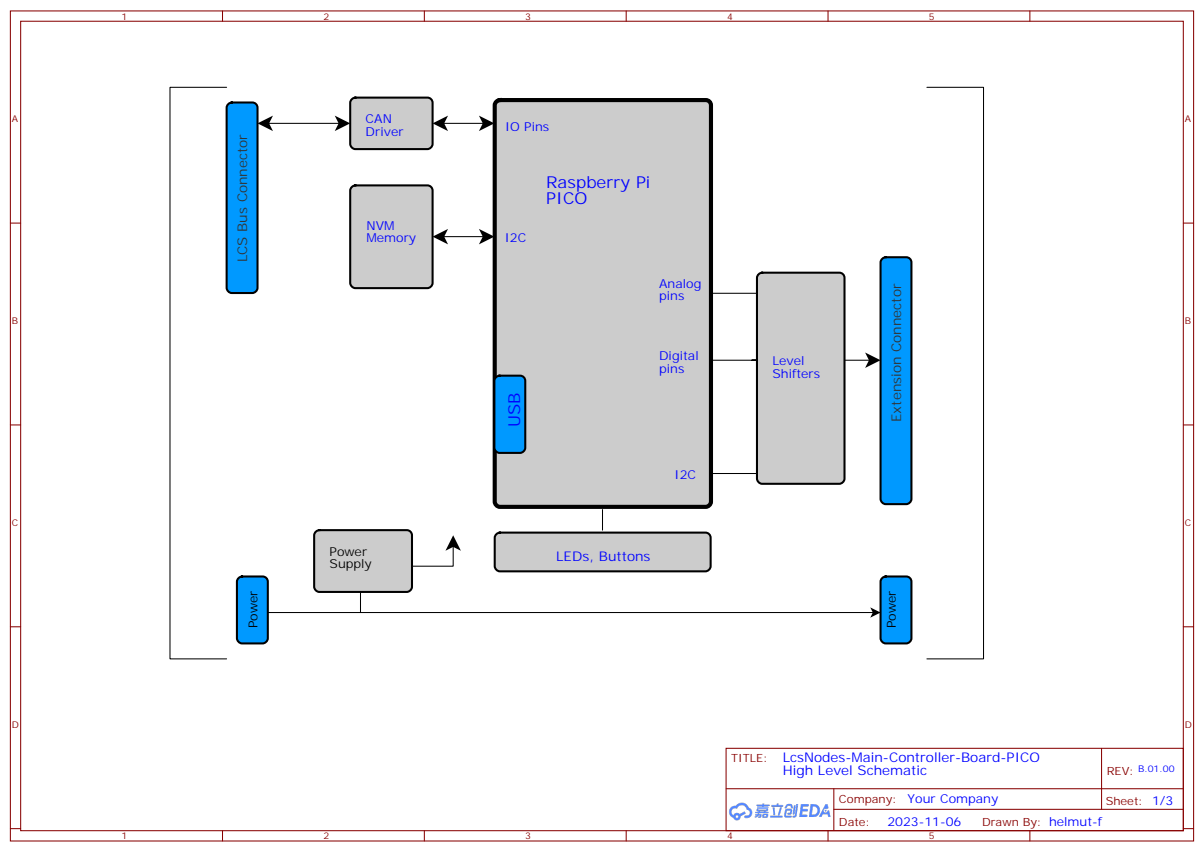 1 2 3 4 5
A A
CAN
Driver
IO Pins
LCS Bus Connector
Raspberry Pi
PICO
NVM
Memory
I2C
Analog
pins
Extension Connector
B B
Digital
pins
Level
Shifters
USB
I2C
C C
Power
Supply
LEDs, Buttons
Power
Power
D D
TITLE: LcsNodes-Main-Controller-Board-PICO
High Level Schematic
REV: B.01.00
嘉立创EDA
Company: Your Company
Sheet: 1/3
Date: 2023-11-06 Drawn By: helmut-f
1 2 3 4 5